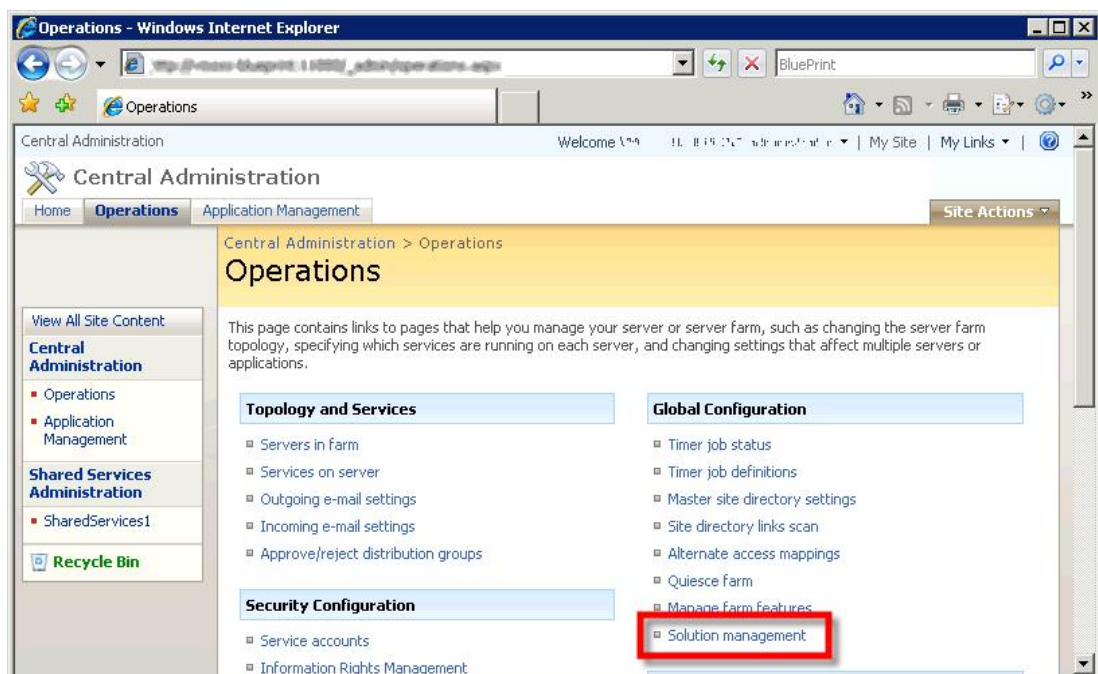 Operations - Windows Internet Explorer
BluePrint
Operations
Central Administration
Welcome
My Site | My Links
Central Administration
Home Operations Application Management
Site Actions
Central Administration > Operations
Operations
View All Site Content
Central Administration
Operations
Application Management
Shared Services Administration
SharedServices1
Recycle Bin
This page contains links to pages that help you manage your server or server farm, such as changing the server farm
topology, specifying which services are running on each server, and changing settings that affect multiple servers or
applications.
Topology and Services
Servers in farm
Services on server
Outgoing e-mail settings
Incoming e-mail settings
Approve/reject distribution groups
Security Configuration
Service accounts
Information Rights Management
Global Configuration
Timer job status
Timer job definitions
Master site directory settings
Site directory links scan
Alternate access mappings
Quiesce farm
Manage farm features
Solution management